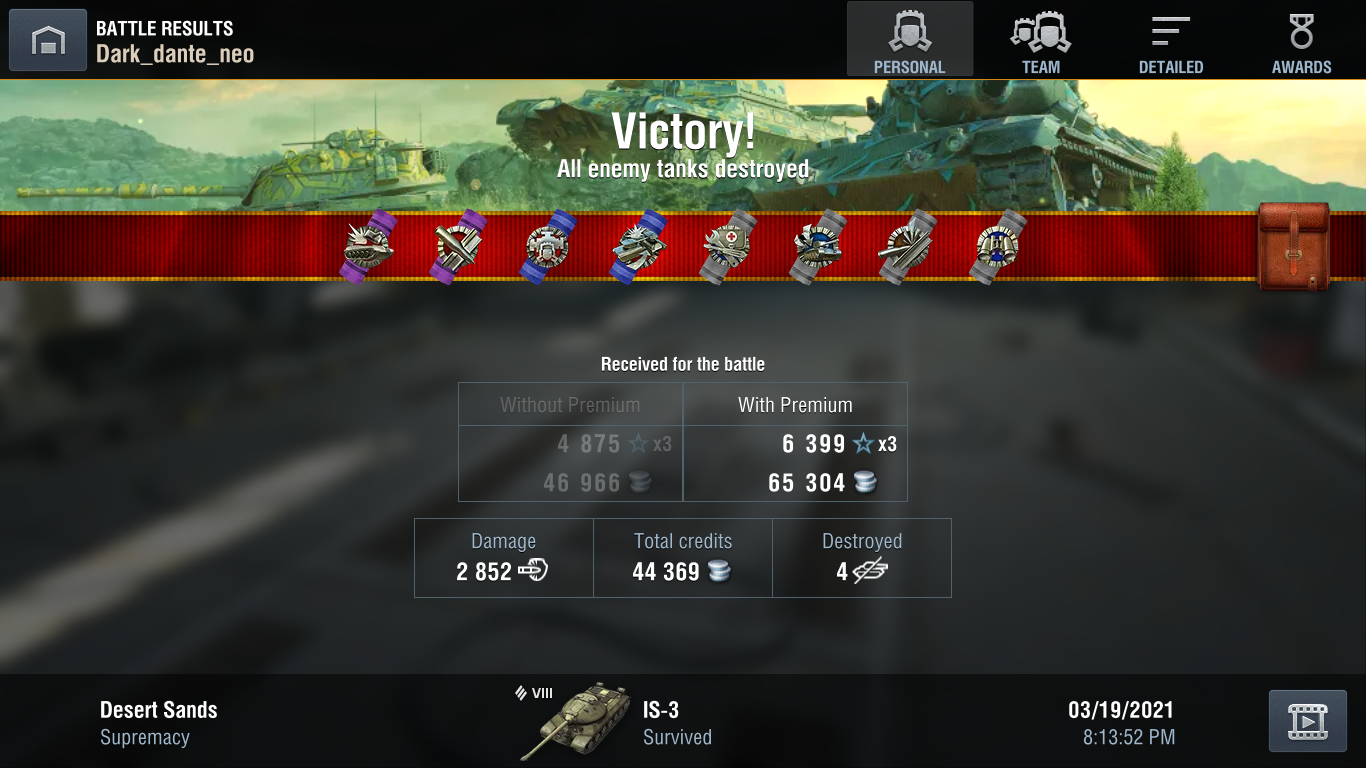 BATTLE RESULTS
Dark_dante_neo
PERSONAL
TEAM
DETAILED
AWARDS
Victory!
All enemy tanks destroyed
Received for the battle
Without Premium
With Premium
4 875 x3
6 399 x3
46 966
65 304
Damage
Total credits
Destroyed
2 852
44 369
4
Desert Sands
Supremacy
VIII
IS-3
Survived
03/19/2021
8:13:52 PM